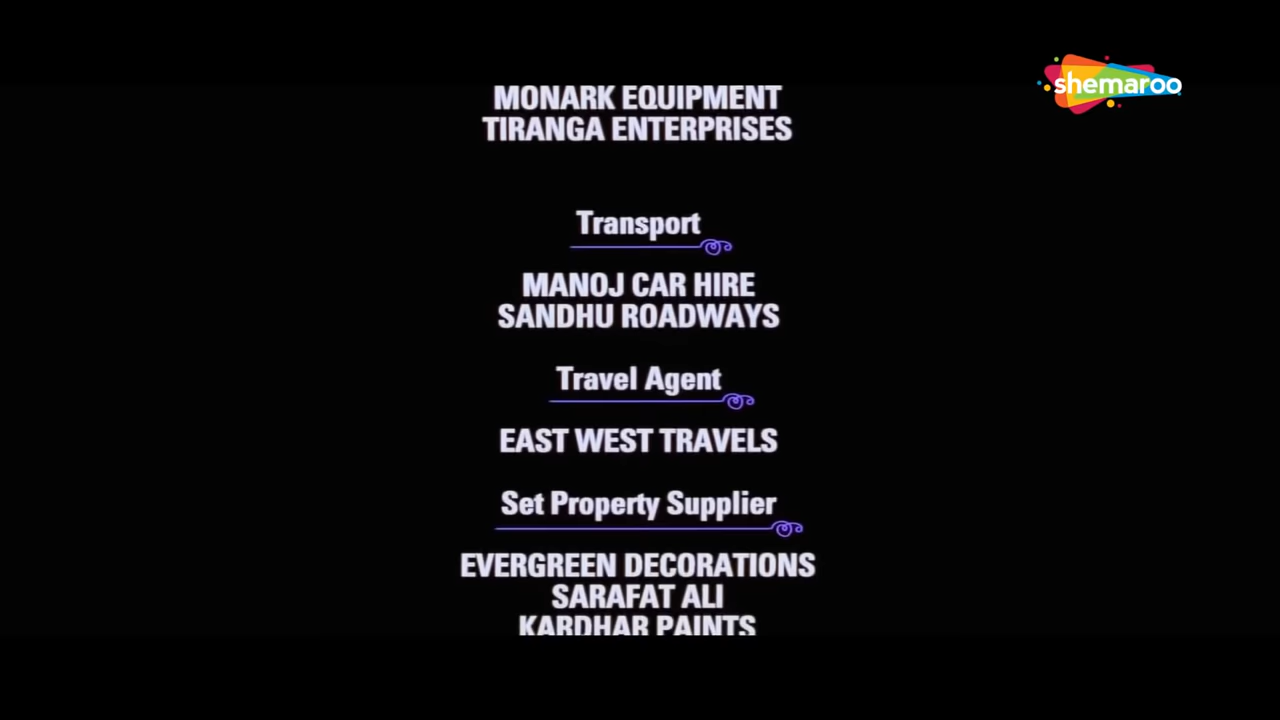 shemaroo
MONARK EQUIPMENT
TIRANGA ENTERPRISES
Transport
MANOJ CAR HIRE
SANDHU ROADWAYS
Travel Agent
EAST WEST TRAVELS
Set Property Supplier
EVERGREEN DECORATIONS
SARAFAT ALI
KARDHAR PAINTS